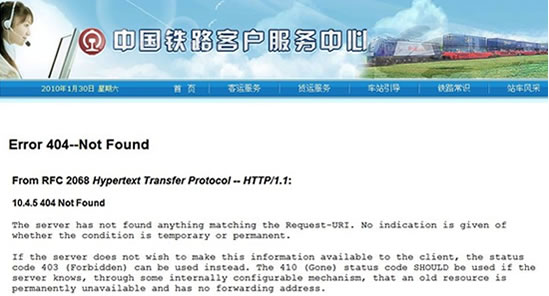 中国铁路客户服务中心
2010年1月30日 星期六 首 页 客运服务 货运服务 车站引导 铁路常识 站车风采
Error 404--Not Found
From RFC 2068 Hypertext Transfer Protocol -- HTTP/1.1:
10.4.5 404 Not Found
The server has not found anything matching the Request-URI. No indication is given of
whether the condition is temporary or permanent.
If the server does not wish to make this information available to the client, the status
code 403 (Forbidden) can be used instead. The 410 (Gone) status code SHOULD be used if the
server knows, through some internally configurable mechanism, that an old resource is
permanently unavailable and has no forwarding address.